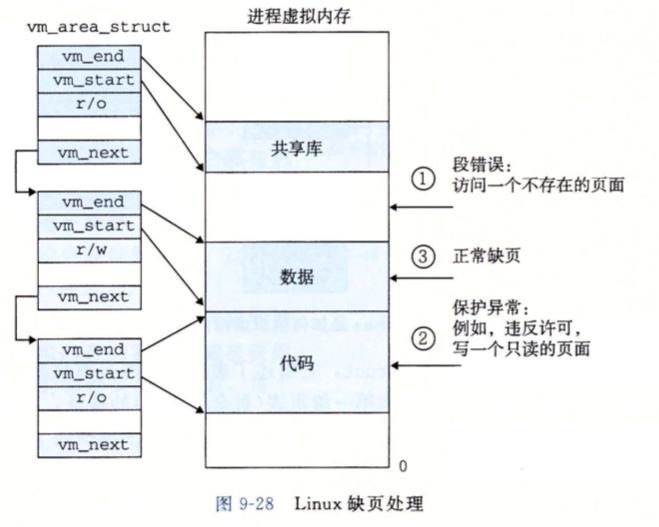 vm_area_struct
进程虚拟内存
vm_end
vm_start
r/o
vm_next
vm_end
vm_start
r/w
vm_next
vm_end
vm_start
r/o
vm_next
共享库
数据
代码
0
① 段错误:
访问一个不存在的页面
③ 正常缺页
② 保护异常:
例如,违反许可,
写一个只读的页面
图 9-28 Linux 缺页处理